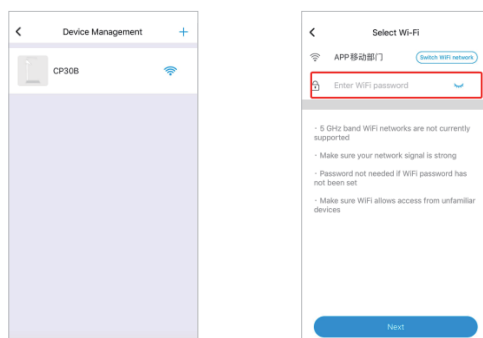 Device Management
CP30B
Select Wi-Fi
APP移动部门
Switch WiFi network
Enter WiFi password
· 5 GHz band WiFi networks are not currently
supported
· Make sure your network signal is strong
· Password not needed if WiFi password has
not been set
· Make sure WiFi allows access from unfamiliar
devices
Next